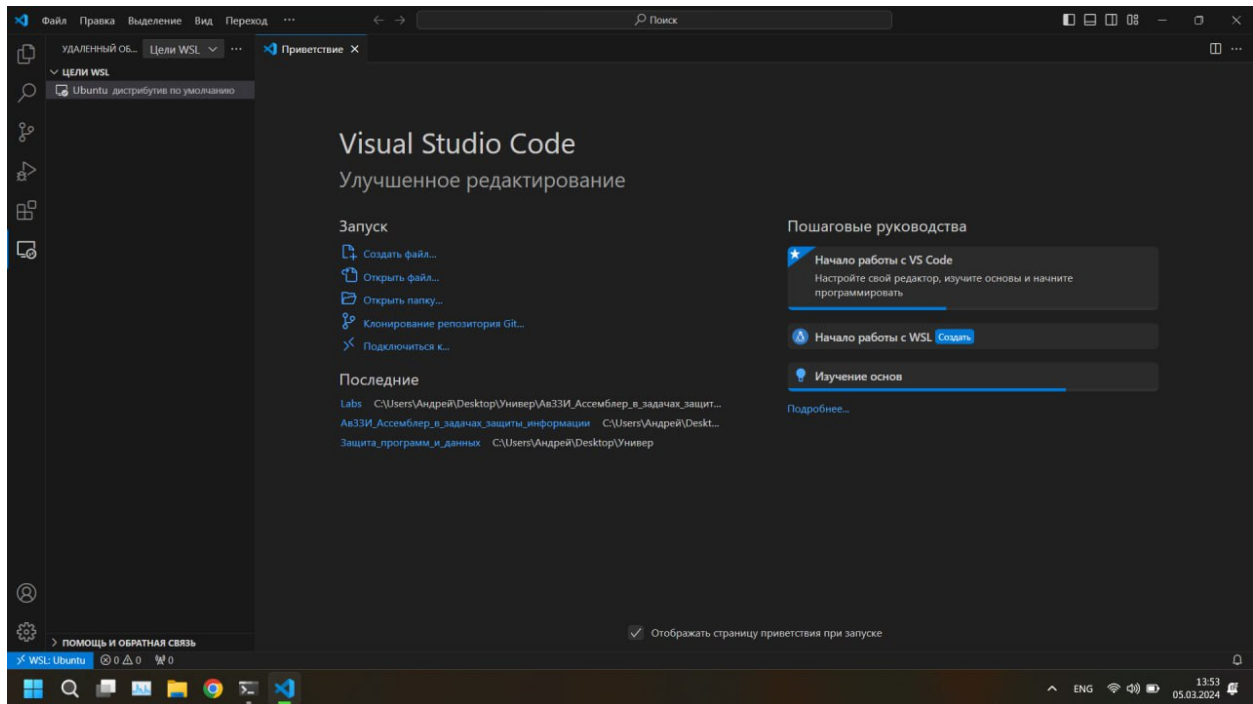 Файл Правка Выделение Вид Переход ··· Поиск
УДАЛЕННЫЙ ОБ... Цели WSL ··· Приветствие
ЦЕЛИ WSL
Ubuntu дистрибутив по умолчанию
Visual Studio Code
Улучшенное редактирование
Запуск
Создать файл...
Открыть файл...
Открыть папку...
Клонирование репозитория Git...
Подключиться к...
Последние
Labs C:\Users\Андрей\Desktop\Универ\АвЗЗИ_Ассемблер_в_задачах_защит...
АвЗЗИ_Ассемблер_в_задачах_защиты_информации C:\Users\Андрей\Deskt...
Защита_программ_и_данных C:\Users\Андрей\Desktop\Универ
Пошаговые руководства
Начало работы с VS Code
Настройте свой редактор, изучите основы и начните
программировать
Начало работы с WSL Создать
Изучение основ
Подробнее...
Отображать страницу приветствия при запуске
ПОМОЩЬ И ОБРАТНАЯ СВЯЗЬ
WSL: Ubuntu 0 0 0
ENG 13:53
05.03.2024